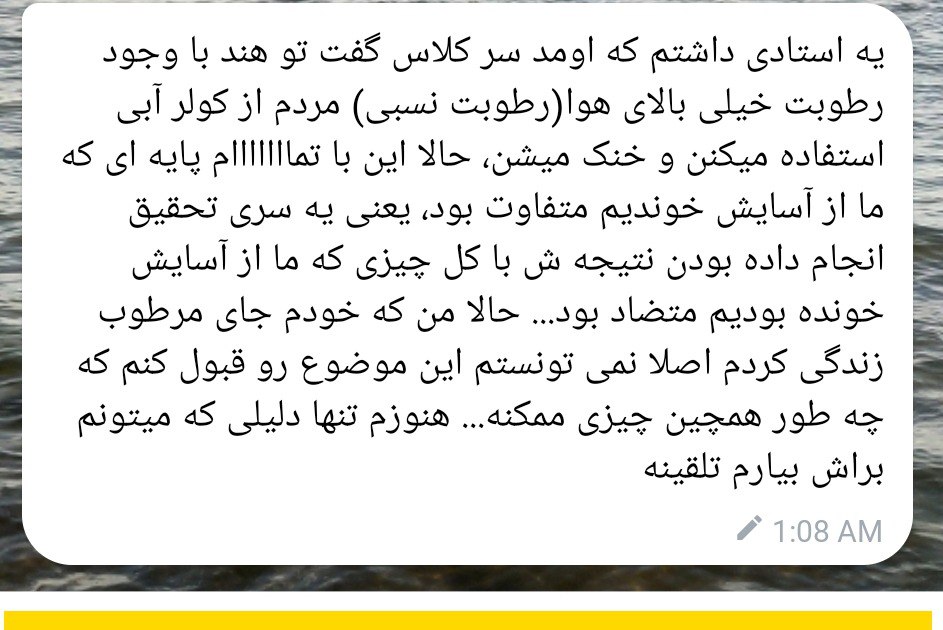 یه استادی داشتم که اومد سر کلاس گفت تو هند با وجود
رطوبت خیلی بالای هوا(رطوبت نسبی) مردم از کولر آبی
استفاده میکنن و خنک میشن، حالا این با تماااااااام پایه ای که
ما از آسایش خوندیم متفاوت بود، یعنی یه سری تحقیق
انجام داده بودن نتیجه ش با کل چیزی که ما از آسایش
خونده بودیم متضاد بود... حالا من که خودم جای مرطوب
زندگی کردم اصلا نمی تونستم این موضوع رو قبول کنم که
چه طور همچین چیزی ممکنه... هنوزم تنها دلیلی که میتونم
براش بیارم تلقینه
1:08 AM